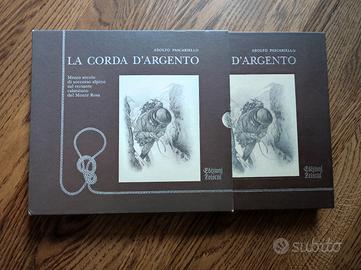 ADOLFO PASCARIELLO
LA CORDA D'ARGENTO
Mezzo secolo
di soccorso alpino
sul versante
valsesiano
del Monte Rosa
Edizioni
Zeisciu
ADOLFO PASCARIELLO
D'ARGENTO
Edizioni
Zeisciu
subito